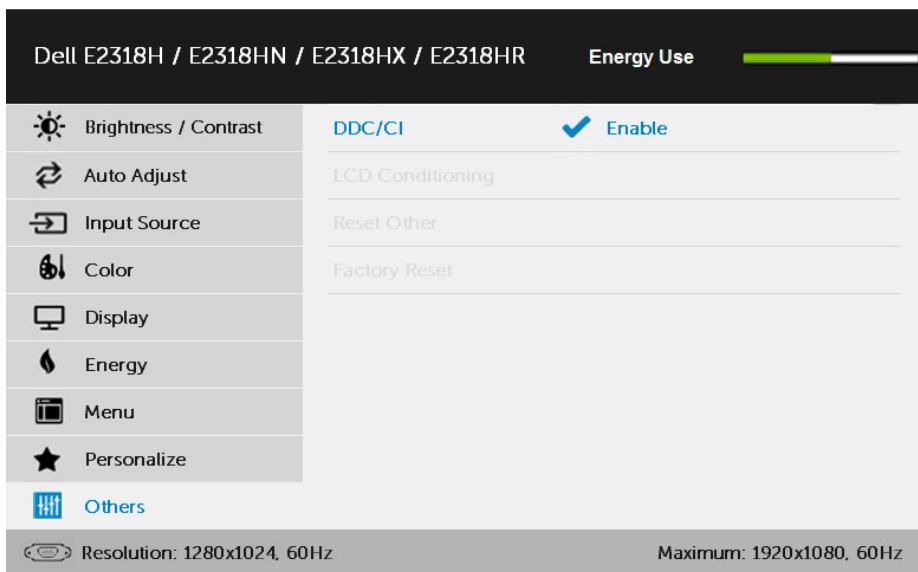 Dell E2318H / E2318HN / E2318HX / E2318HR Energy Use
Brightness / Contrast DDC/CI Enable
Auto Adjust LCD Conditioning
Input Source Reset Other
Color Factory Reset
Display
Energy
Menu
Personalize
Others
Resolution: 1280x1024, 60Hz Maximum: 1920x1080, 60Hz